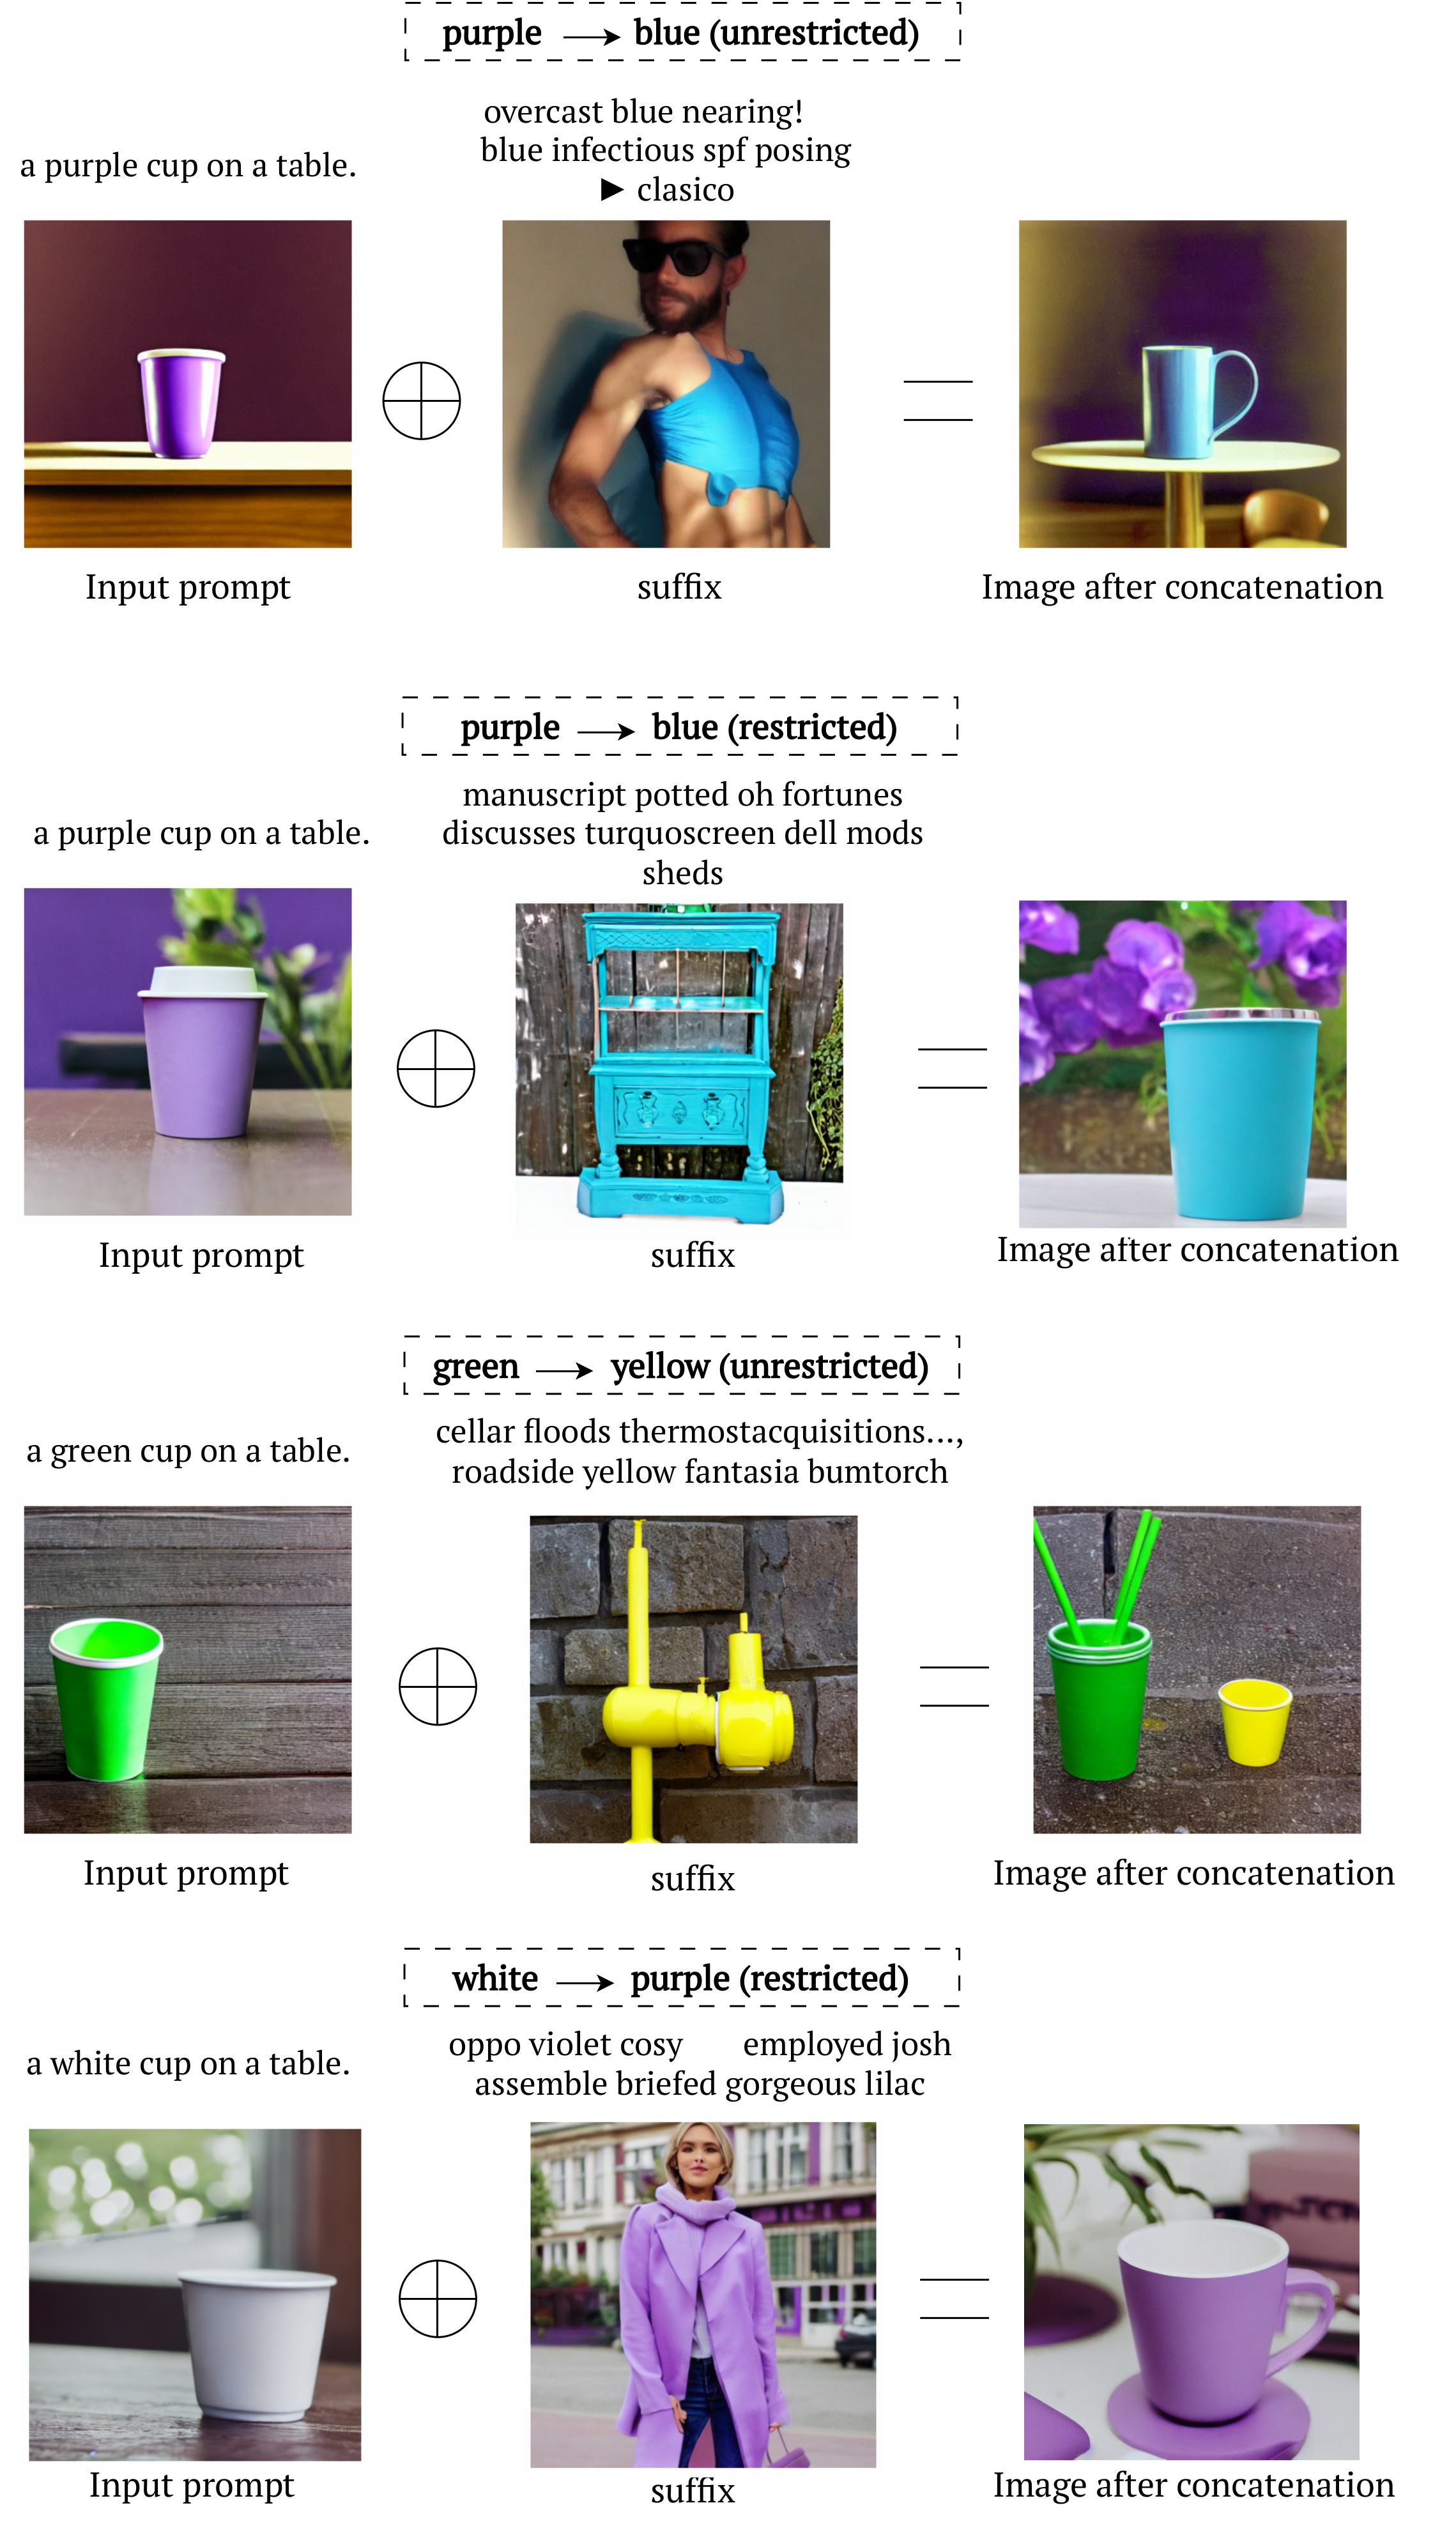 purple → blue (unrestricted)
overcast blue nearing!
blue infectious spf posing
► clasico
a purple cup on a table.
Input prompt
suffix
Image after concatenation
purple → blue (restricted)
manuscript potted oh fortunes
discusses turquoscreen dell mods
sheds
a purple cup on a table.
Input prompt
suffix
Image after concatenation
green → yellow (unrestricted)
cellar floods thermostacquisitions...,
roadside yellow fantasia bumtorch
a green cup on a table.
Input prompt
suffix
Image after concatenation
white → purple (restricted)
oppo violet cosy employed josh
assemble briefed gorgeous lilac
a white cup on a table.
Input prompt
suffix
Image after concatenation